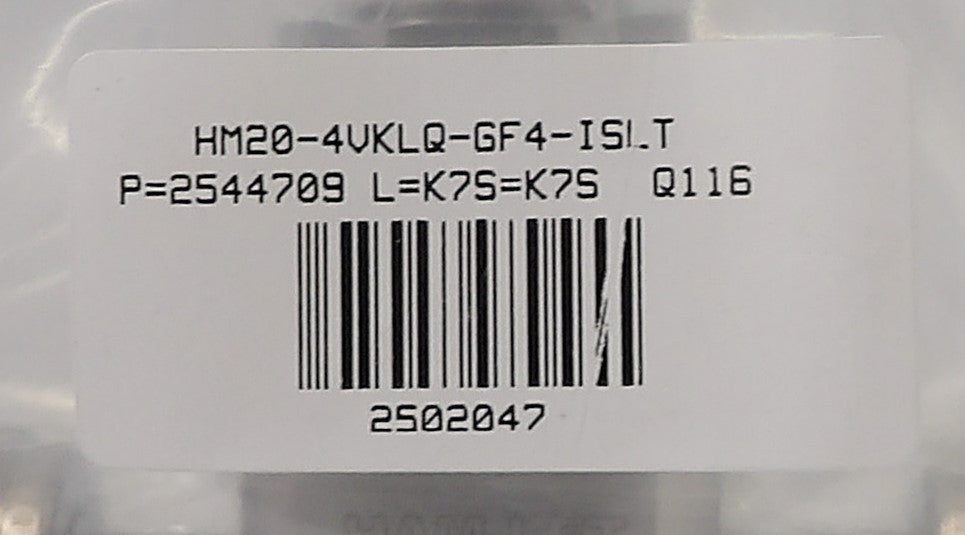 HM20-4VKLQ-GF4-ISLT
P=2544709 L=K7S=K7S Q116
2502047